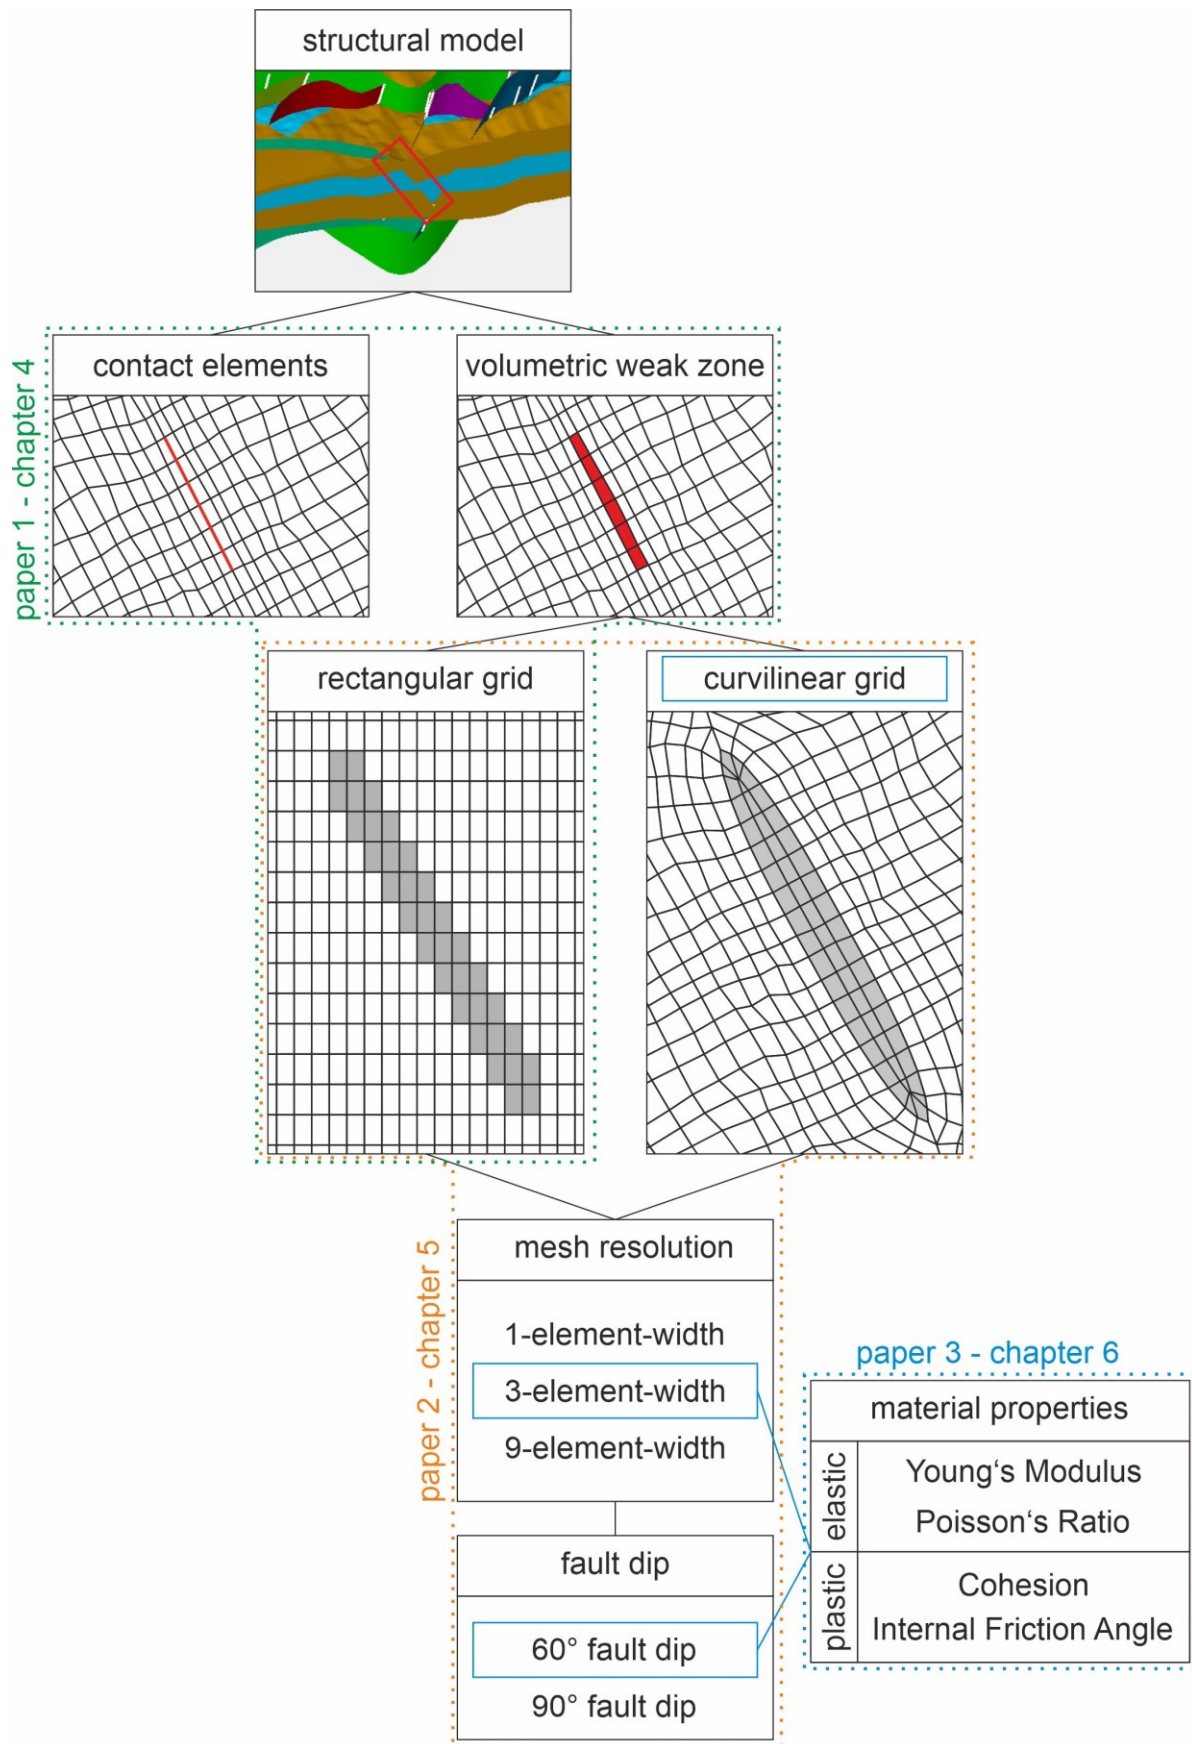 structural model
contact elements
volumetric weak zone
paper 1 - chapter 4
rectangular grid
curvilinear grid
mesh resolution
1-element-width
3-element-width
9-element-width
paper 2 - chapter 5
fault dip
60° fault dip
90° fault dip
paper 3 - chapter 6
material properties
elastic
Young‘s Modulus
Poisson‘s Ratio
plastic
Cohesion
Internal Friction Angle